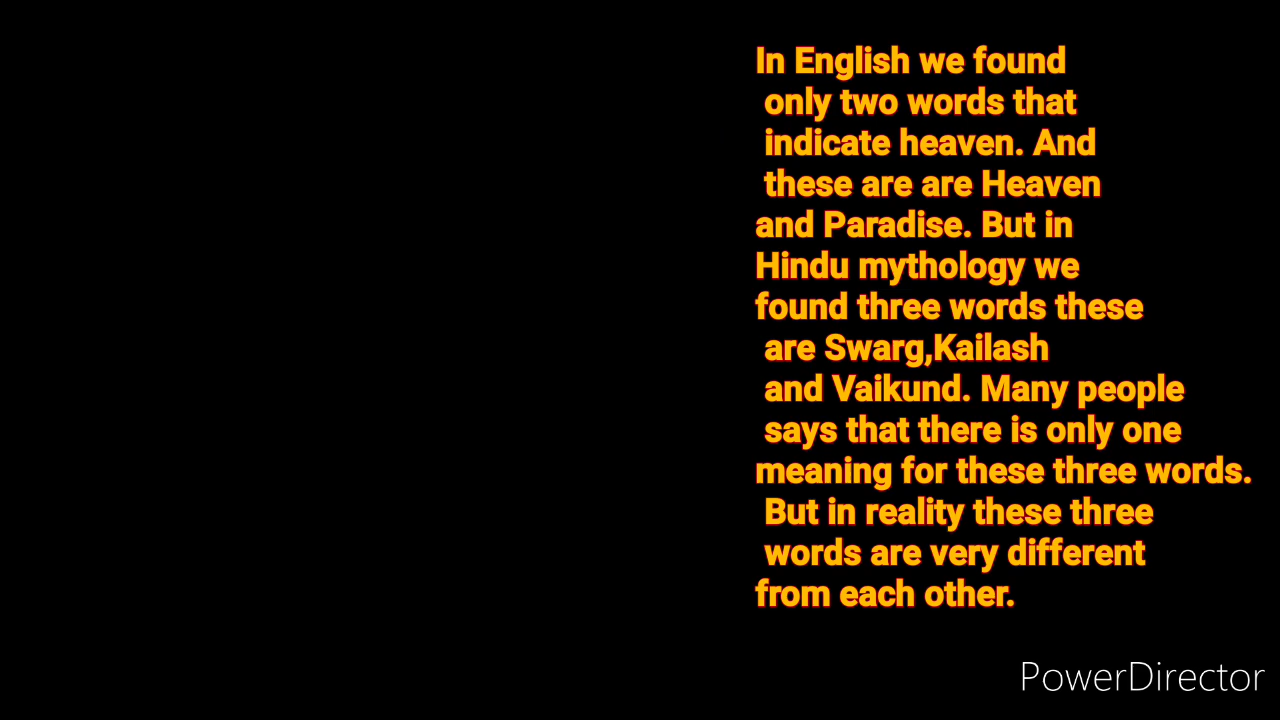 In English we found
only two words that
indicate heaven. And
these are are Heaven
and Paradise. But in
Hindu mythology we
found three words these
are Swarg,Kailash
and Vaikund. Many people
says that there is only one
meaning for these three words.
But in reality these three
words are very different
from each other.
PowerDirector